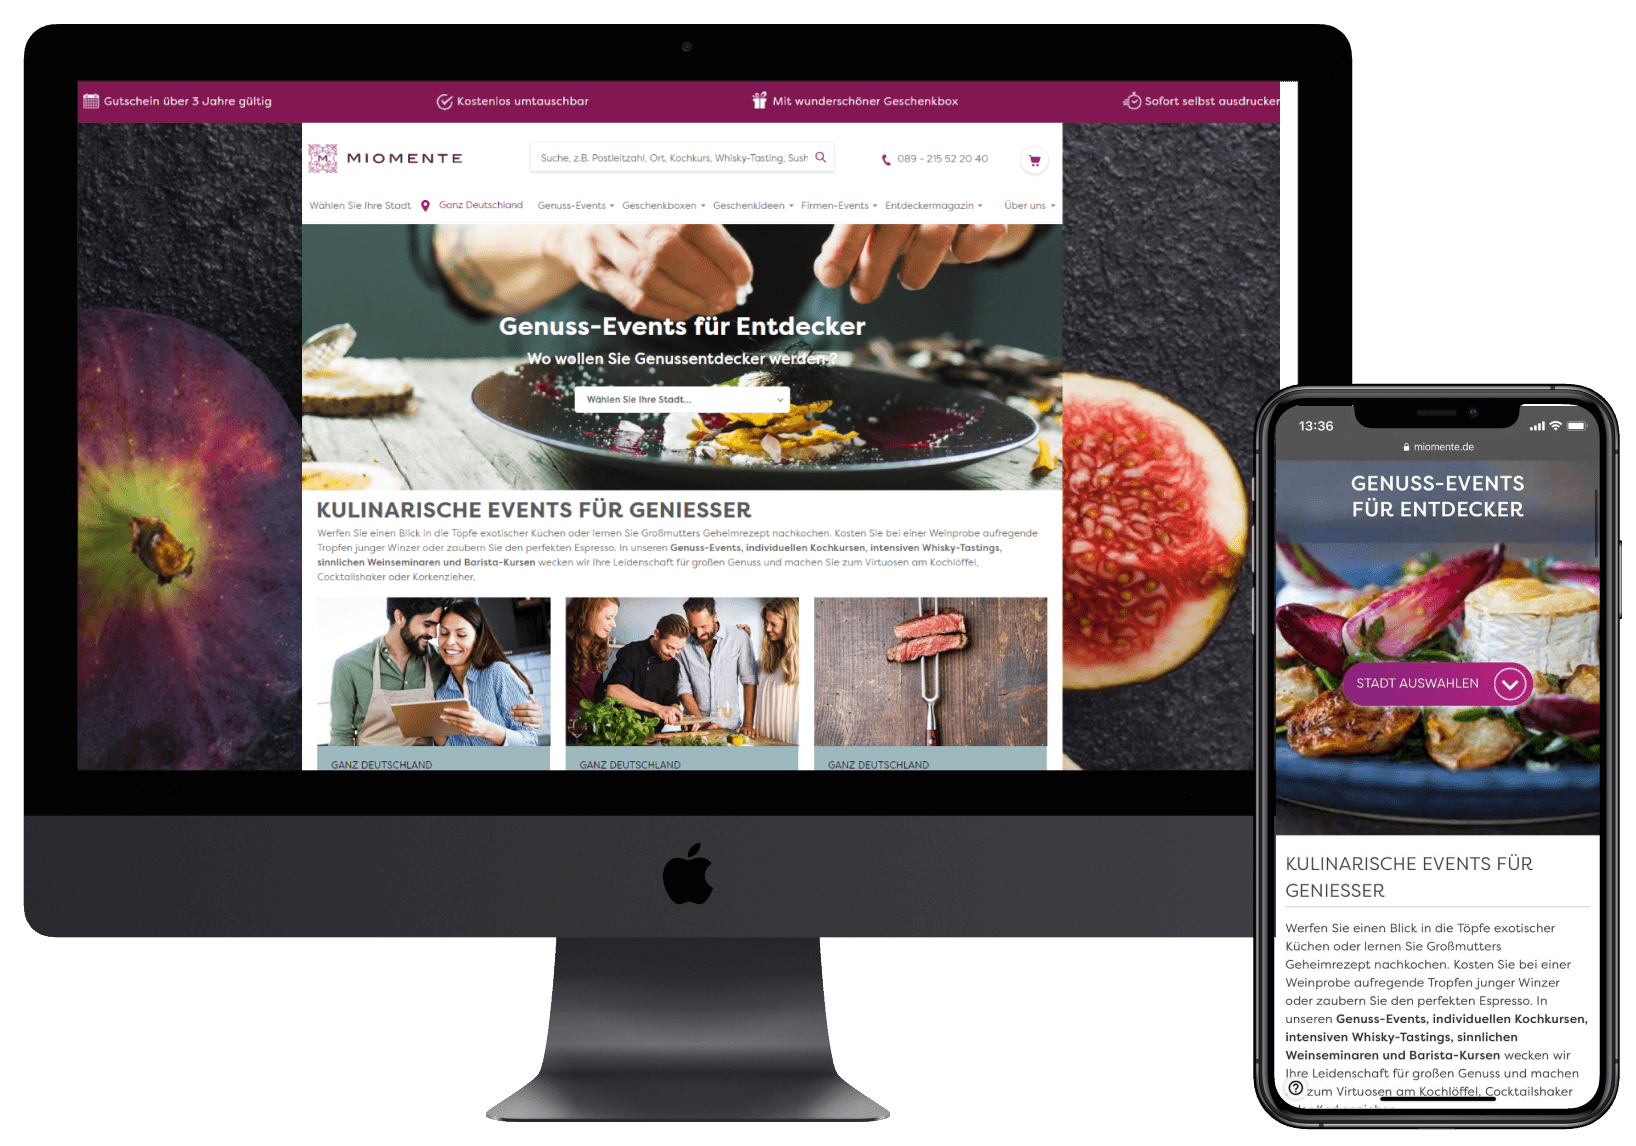 Gutschein über 3 Jahre gültig
Kostenlos umtauschbar
Mit wunderschöner Geschenkbox
Sofort selbst ausdrucken
M MIOMENTE
Suche, z.B. Postleitzahl, Ort, Kochkurs, Whisky-Tasting, Sush
089 - 215 52 20 40
Wählen Sie Ihre Stadt
Ganz Deutschland
Genuss-Events
Geschenkboxen
Geschenkideen
Firmen-Events
Entdeckermagazin
Über uns
Genuss-Events für Entdecker
Wo wollen Sie Genussentdecker werden ?
Wählen Sie Ihre Stadt...
KULINARISCHE EVENTS FÜR GENIESSER
Werfen Sie einen Blick in die Töpfe exotischer Küchen oder lernen Sie Großmutters Geheimrezept nachkochen. Kosten Sie bei einer Weinprobe aufregende
Tropfen junger Winzer oder zaubern Sie den perfekten Espresso. In unseren Genuss-Events, individuellen Kochkursen, intensiven Whisky-Tastings,
sinnlichen Weinseminaren und Barista-Kursen wecken wir Ihre Leidenschaft für großen Genuss und machen Sie zum Virtuosen am Kochlöffel,
Cocktailshaker oder Korkenzieher.
GANZ DEUTSCHLAND
GANZ DEUTSCHLAND
GANZ DEUTSCHLAND
13:36
miomente.de
GENUSS-EVENTS
FÜR ENTDECKER
STADT AUSWAHLEN
KULINARISCHE EVENTS FÜR
GENIESSER
Werfen Sie einen Blick in die Töpfe exotischer
Küchen oder lernen Sie Großmutters
Geheimrezept nachkochen. Kosten Sie bei einer
Weinprobe aufregende Tropfen junger Winzer
oder zaubern Sie den perfekten Espresso. In
unseren Genuss-Events, individuellen Kochkursen,
intensiven Whisky-Tastings, sinnlichen
Weinseminaren und Barista-Kursen wecken wir
Ihre Leidenschaft für großen Genuss und machen
zum Virtuosen am Kochlöffel, Cocktailshaker